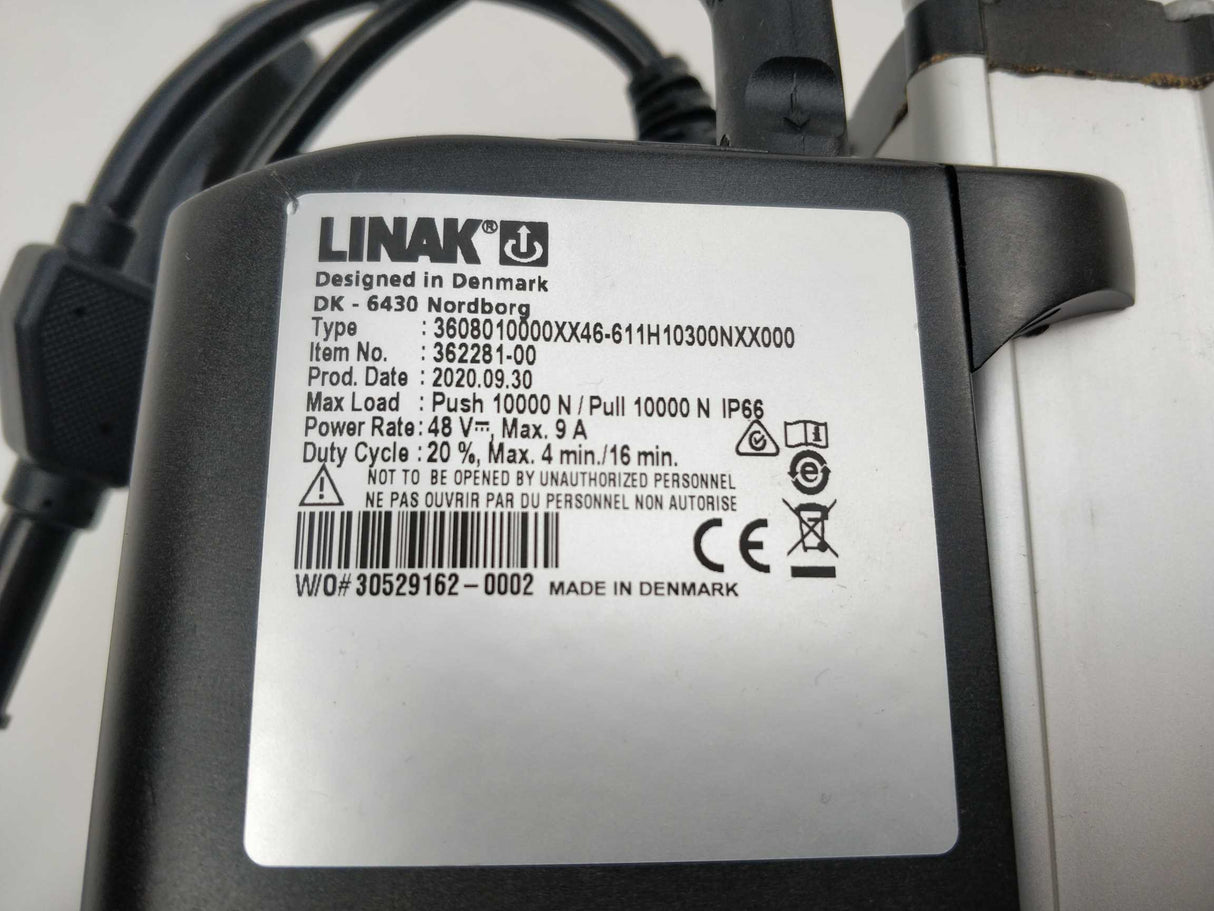 LINAK®
Designed in Denmark
DK - 6430 Nordborg
Type : 3608010000XX46-611H10300NXX000
Item No. : 362281-00
Prod. Date : 2020.09.30
Max Load : Push 10000 N / Pull 10000 N IP66
Power Rate : 48 V⎓, Max. 9 A
Duty Cycle : 20 %, Max. 4 min./16 min.
NOT TO BE OPENED BY UNAUTHORIZED PERSONNEL
NE PAS OUVRIR PAR DU PERSONNEL NON AUTORISE
CE
W/O# 30529162-0002 MADE IN DENMARK